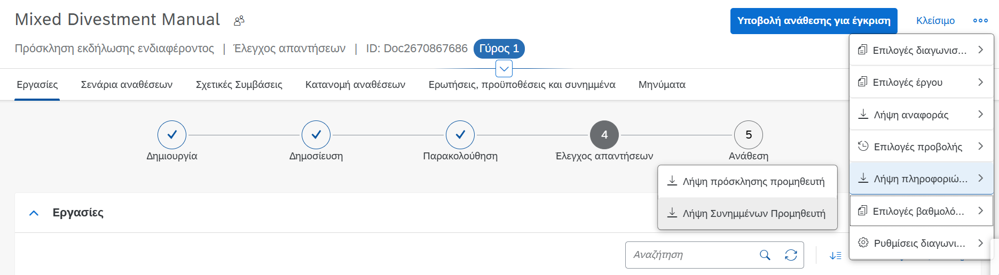 Mixed Divestment Manual
Υποβολή ανάθεσης για έγκριση
Κλείσιμο
Πρόσκληση εκδήλωσης ενδιαφέροντος | Έλεγχος απαντήσεων | ID: Doc2670867686 Γύρος 1
Εργασίες Σενάρια αναθέσεων Σχετικές Συμβάσεις Κατανομή αναθέσεων Ερωτήσεις, προϋποθέσεις και συνημμένα Μηνύματα
Επιλογές διαγωνισ...
Επιλογές έργου
Λήψη αναφοράς
Επιλογές προβολής
Λήψη πληροφοριώ...
Επιλογές βαθμολό...
Ρυθμίσεις διαγωνι...
4 5
Δημιουργία Δημοσίευση Παρακολούθηση Έλεγχος απαντήσεων Ανάθεση
Λήψη πρόσκλησης προμηθευτή
Λήψη Συνημμένων Προμηθευτή
Εργασίες
Αναζήτηση